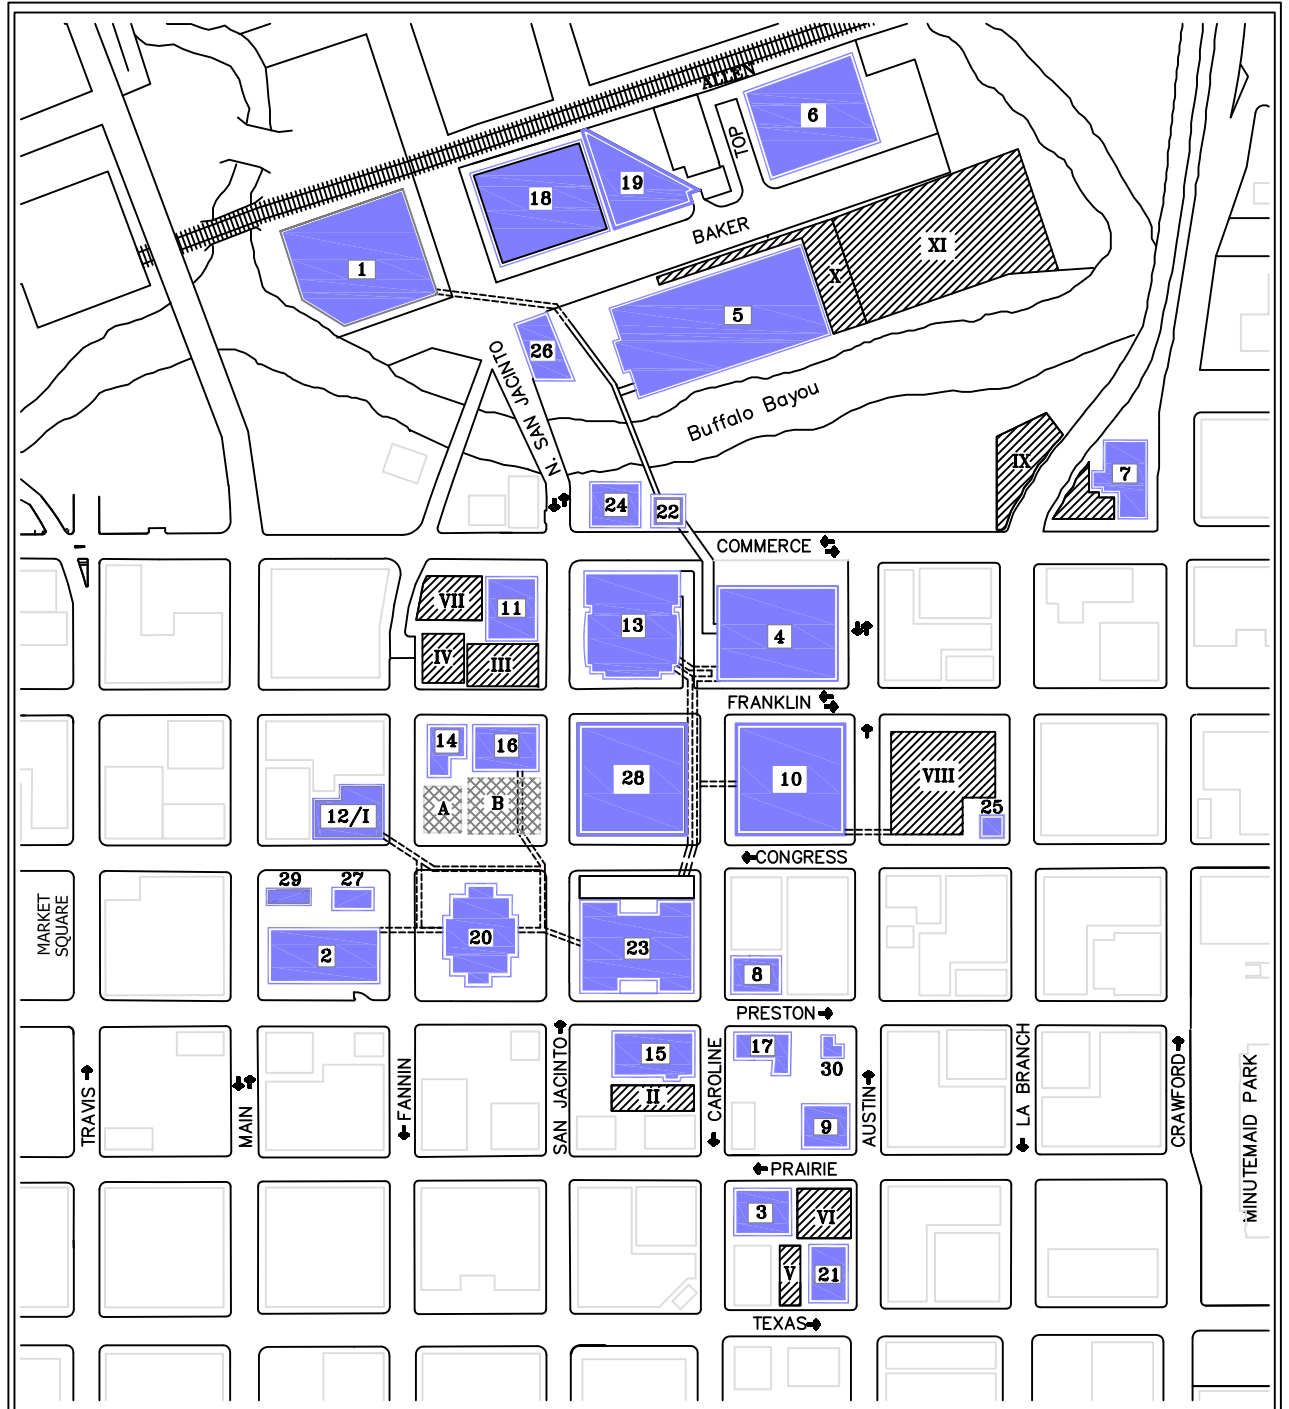 ALLEN
6
TOP
19
18
BAKER
XI
1
X
5
26
N. SAN JACINTO
Buffalo Bayou
IX
7
24
22
COMMERCE
VII
11
13
4
IV
III
FRANKLIN
14
16
28
10
VIII
A
B
12/I
25
CONGRESS
29
27
MARKET
SQUARE
2
20
23
8
PRESTON
15
17
30
II
9
TRAVIS
MAIN
FANNIN
SAN JACINTO
CAROLINE
AUSTIN
LA BRANCH
CRAWFORD
MINUTEMAID PARK
PRAIRIE
3
VI
V
21
TEXAS